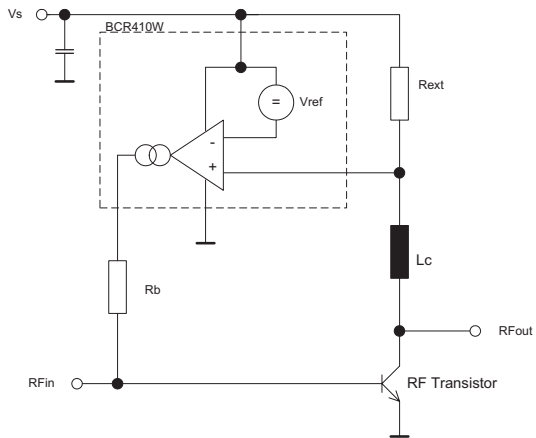 Vs
BCR410W
Rext
=
Vref
-
+
Lc
Rb
RFout
RFin
RF Transistor